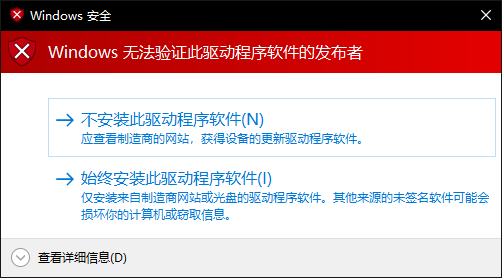 Windows 安全
Windows 无法验证此驱动程序软件的发布者
不安装此驱动程序软件(N)
应查看制造商的网站，获得设备的更新驱动程序软件。
始终安装此驱动程序软件(I)
仅安装来自制造商网站或光盘的驱动程序软件。其他来源的未签名软件可能会
损坏你的计算机或窃取信息。
查看详细信息(D)